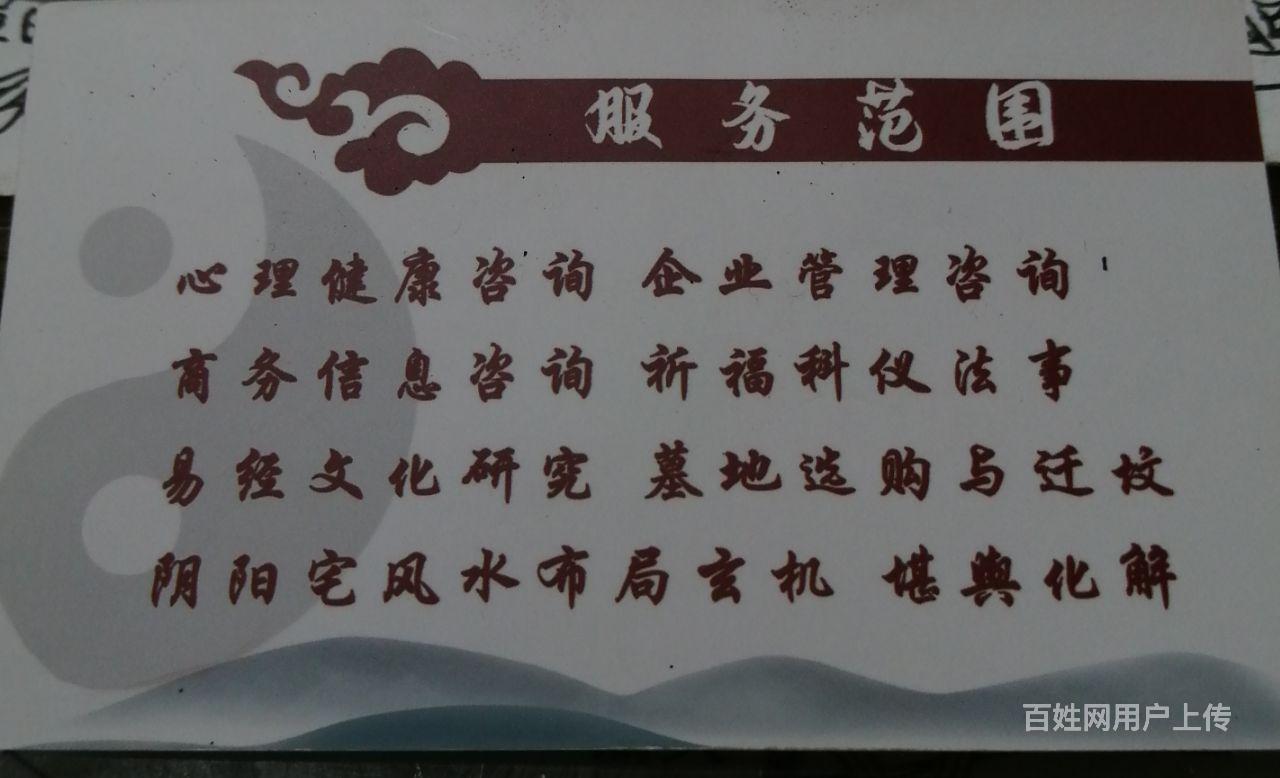 服务范围
心理健康咨询 企业管理咨询
商务信息咨询 祈福科仪法事
易经文化研究 墓地选购与迁坟
阴阳宅风水布局玄机 堪舆化解
百姓网用户上传